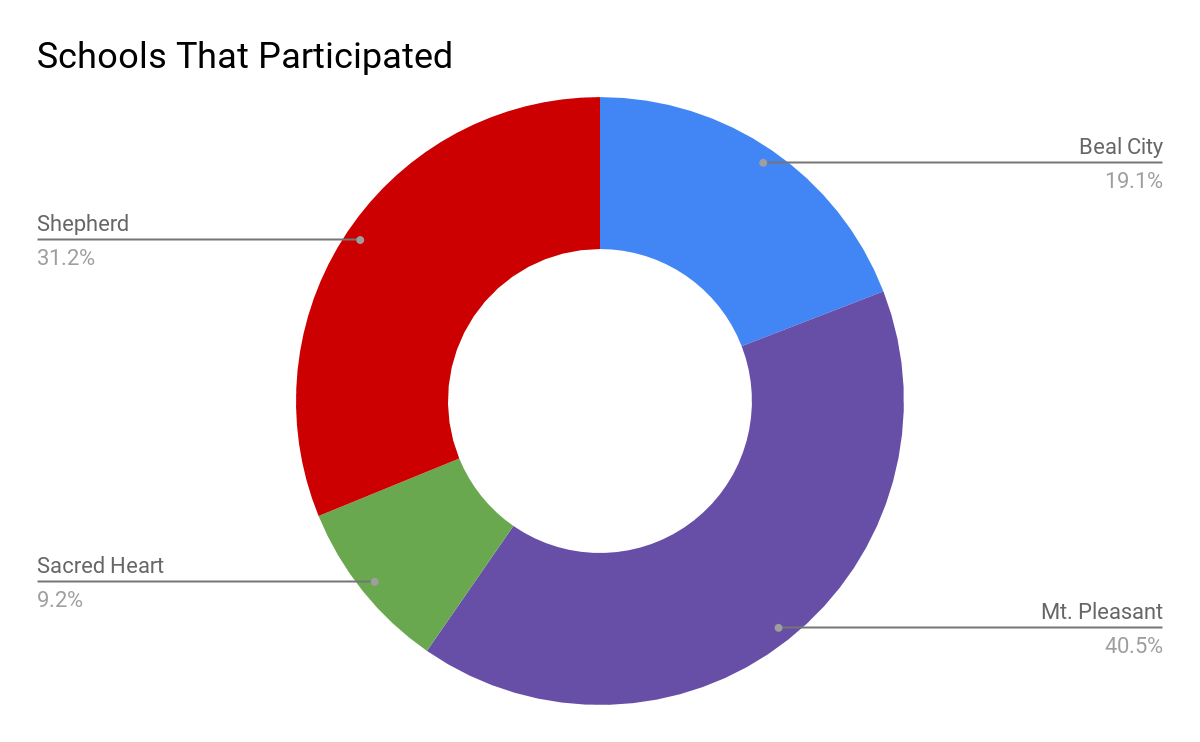 Schools That Participated
Beal City
19.1%
Shepherd
31.2%
Sacred Heart
9.2%
Mt. Pleasant
40.5%